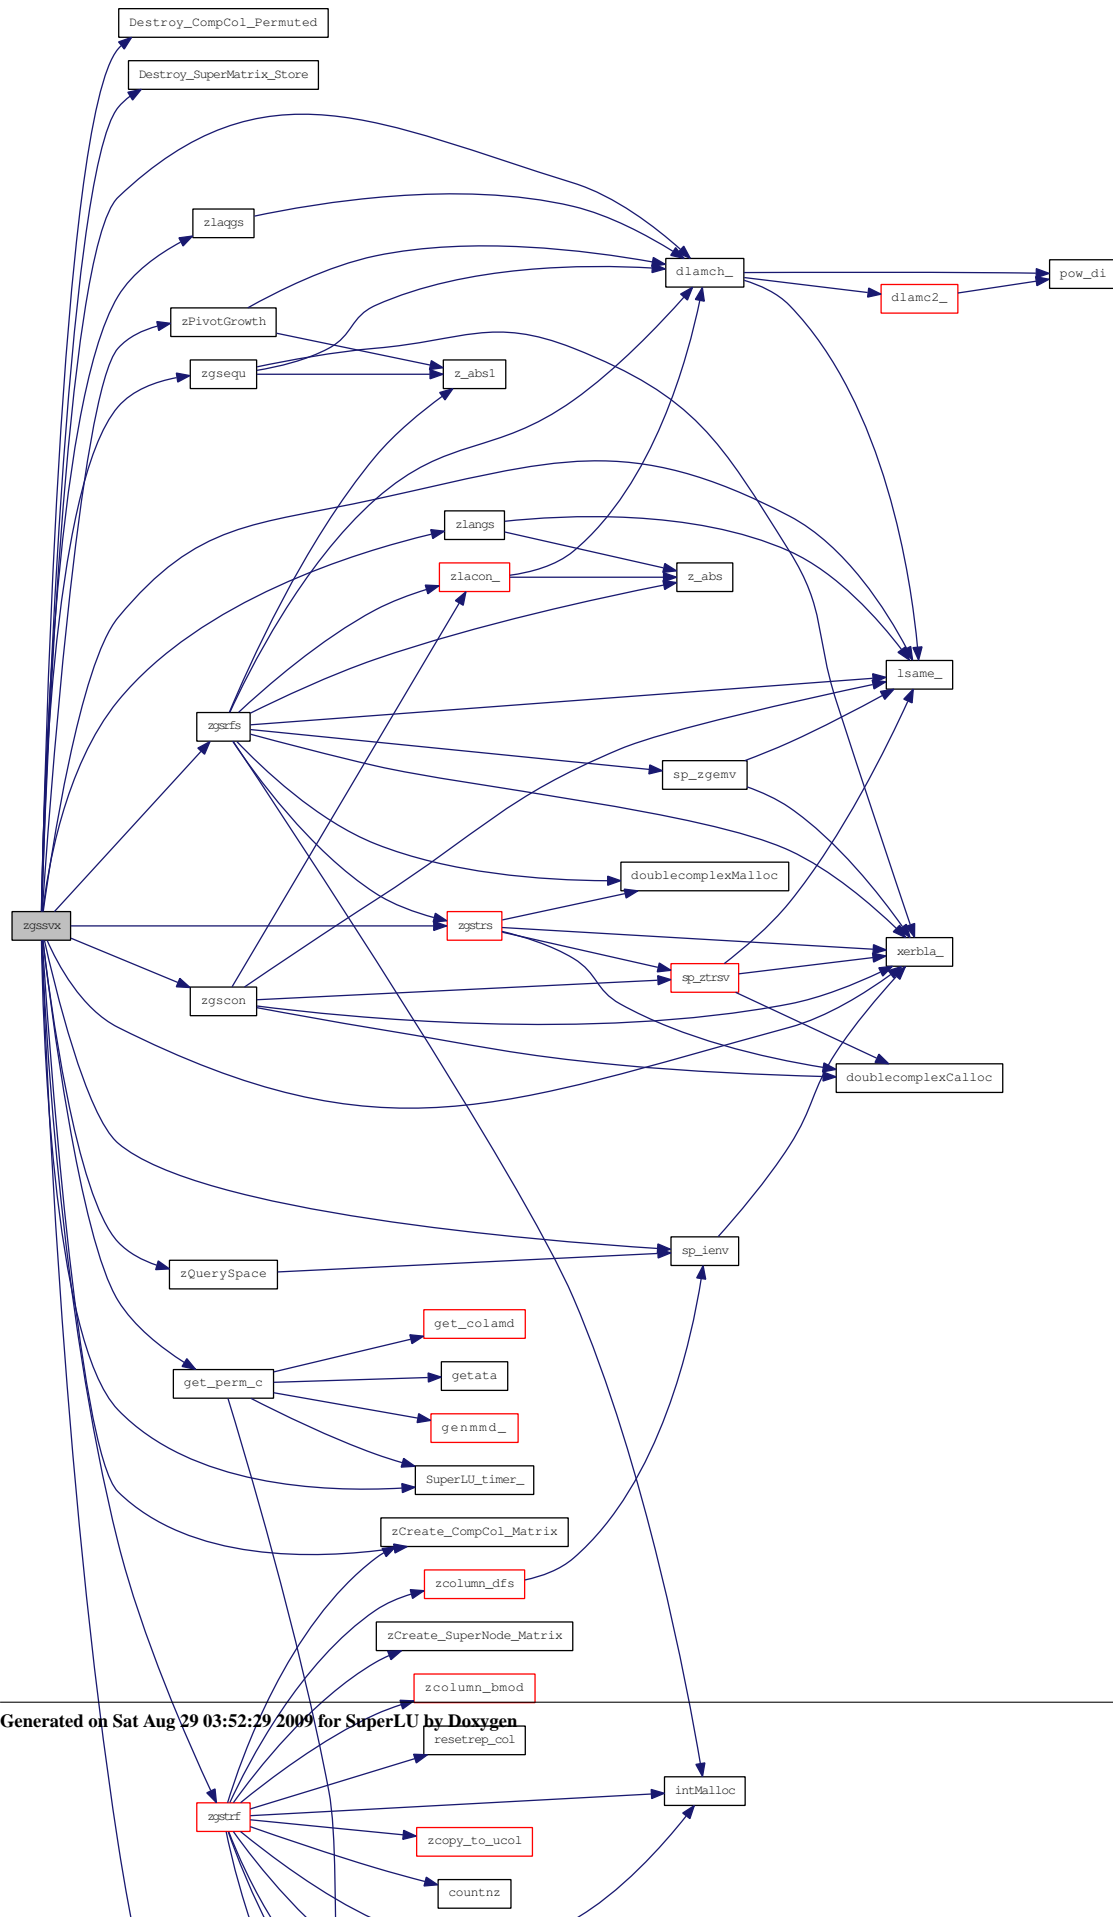 Destroy_CompCol_Permuted
Destroy_SuperMatrix_Store
zlaqgs
dlamch_
pow_di
dlamc2_
zPivotGrowth
zgsequ
z_abs1
zlangs
zlacon_
z_abs
lsame_
zgsrfs
sp_zgemv
doublecomplexMalloc
zgssvx
zgstrs
xerbla_
sp_ztrsv
zgscon
doublecomplexCalloc
sp_ienv
zQuerySpace
get_colamd
getata
get_perm_c
genmmd_
SuperLU_timer_
zCreate_CompCol_Matrix
zcolumn_dfs
zCreate_SuperNode_Matrix
zcolumn_bmod
Generated on Sat Aug 29 03:52:29 2009 for SuperLU by Doxygen
resetrep_col
intMalloc
zgstrf
zcopy_to_ucol
countnz